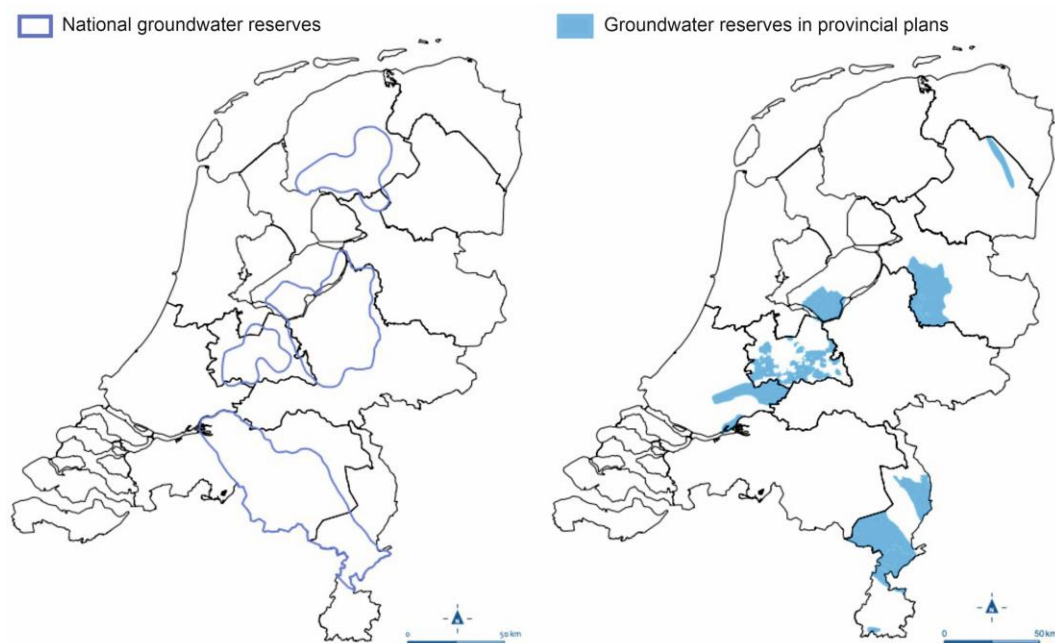 National groundwater reserves
Groundwater reserves in provincial plans
N
0 50 km
N
0 50 km